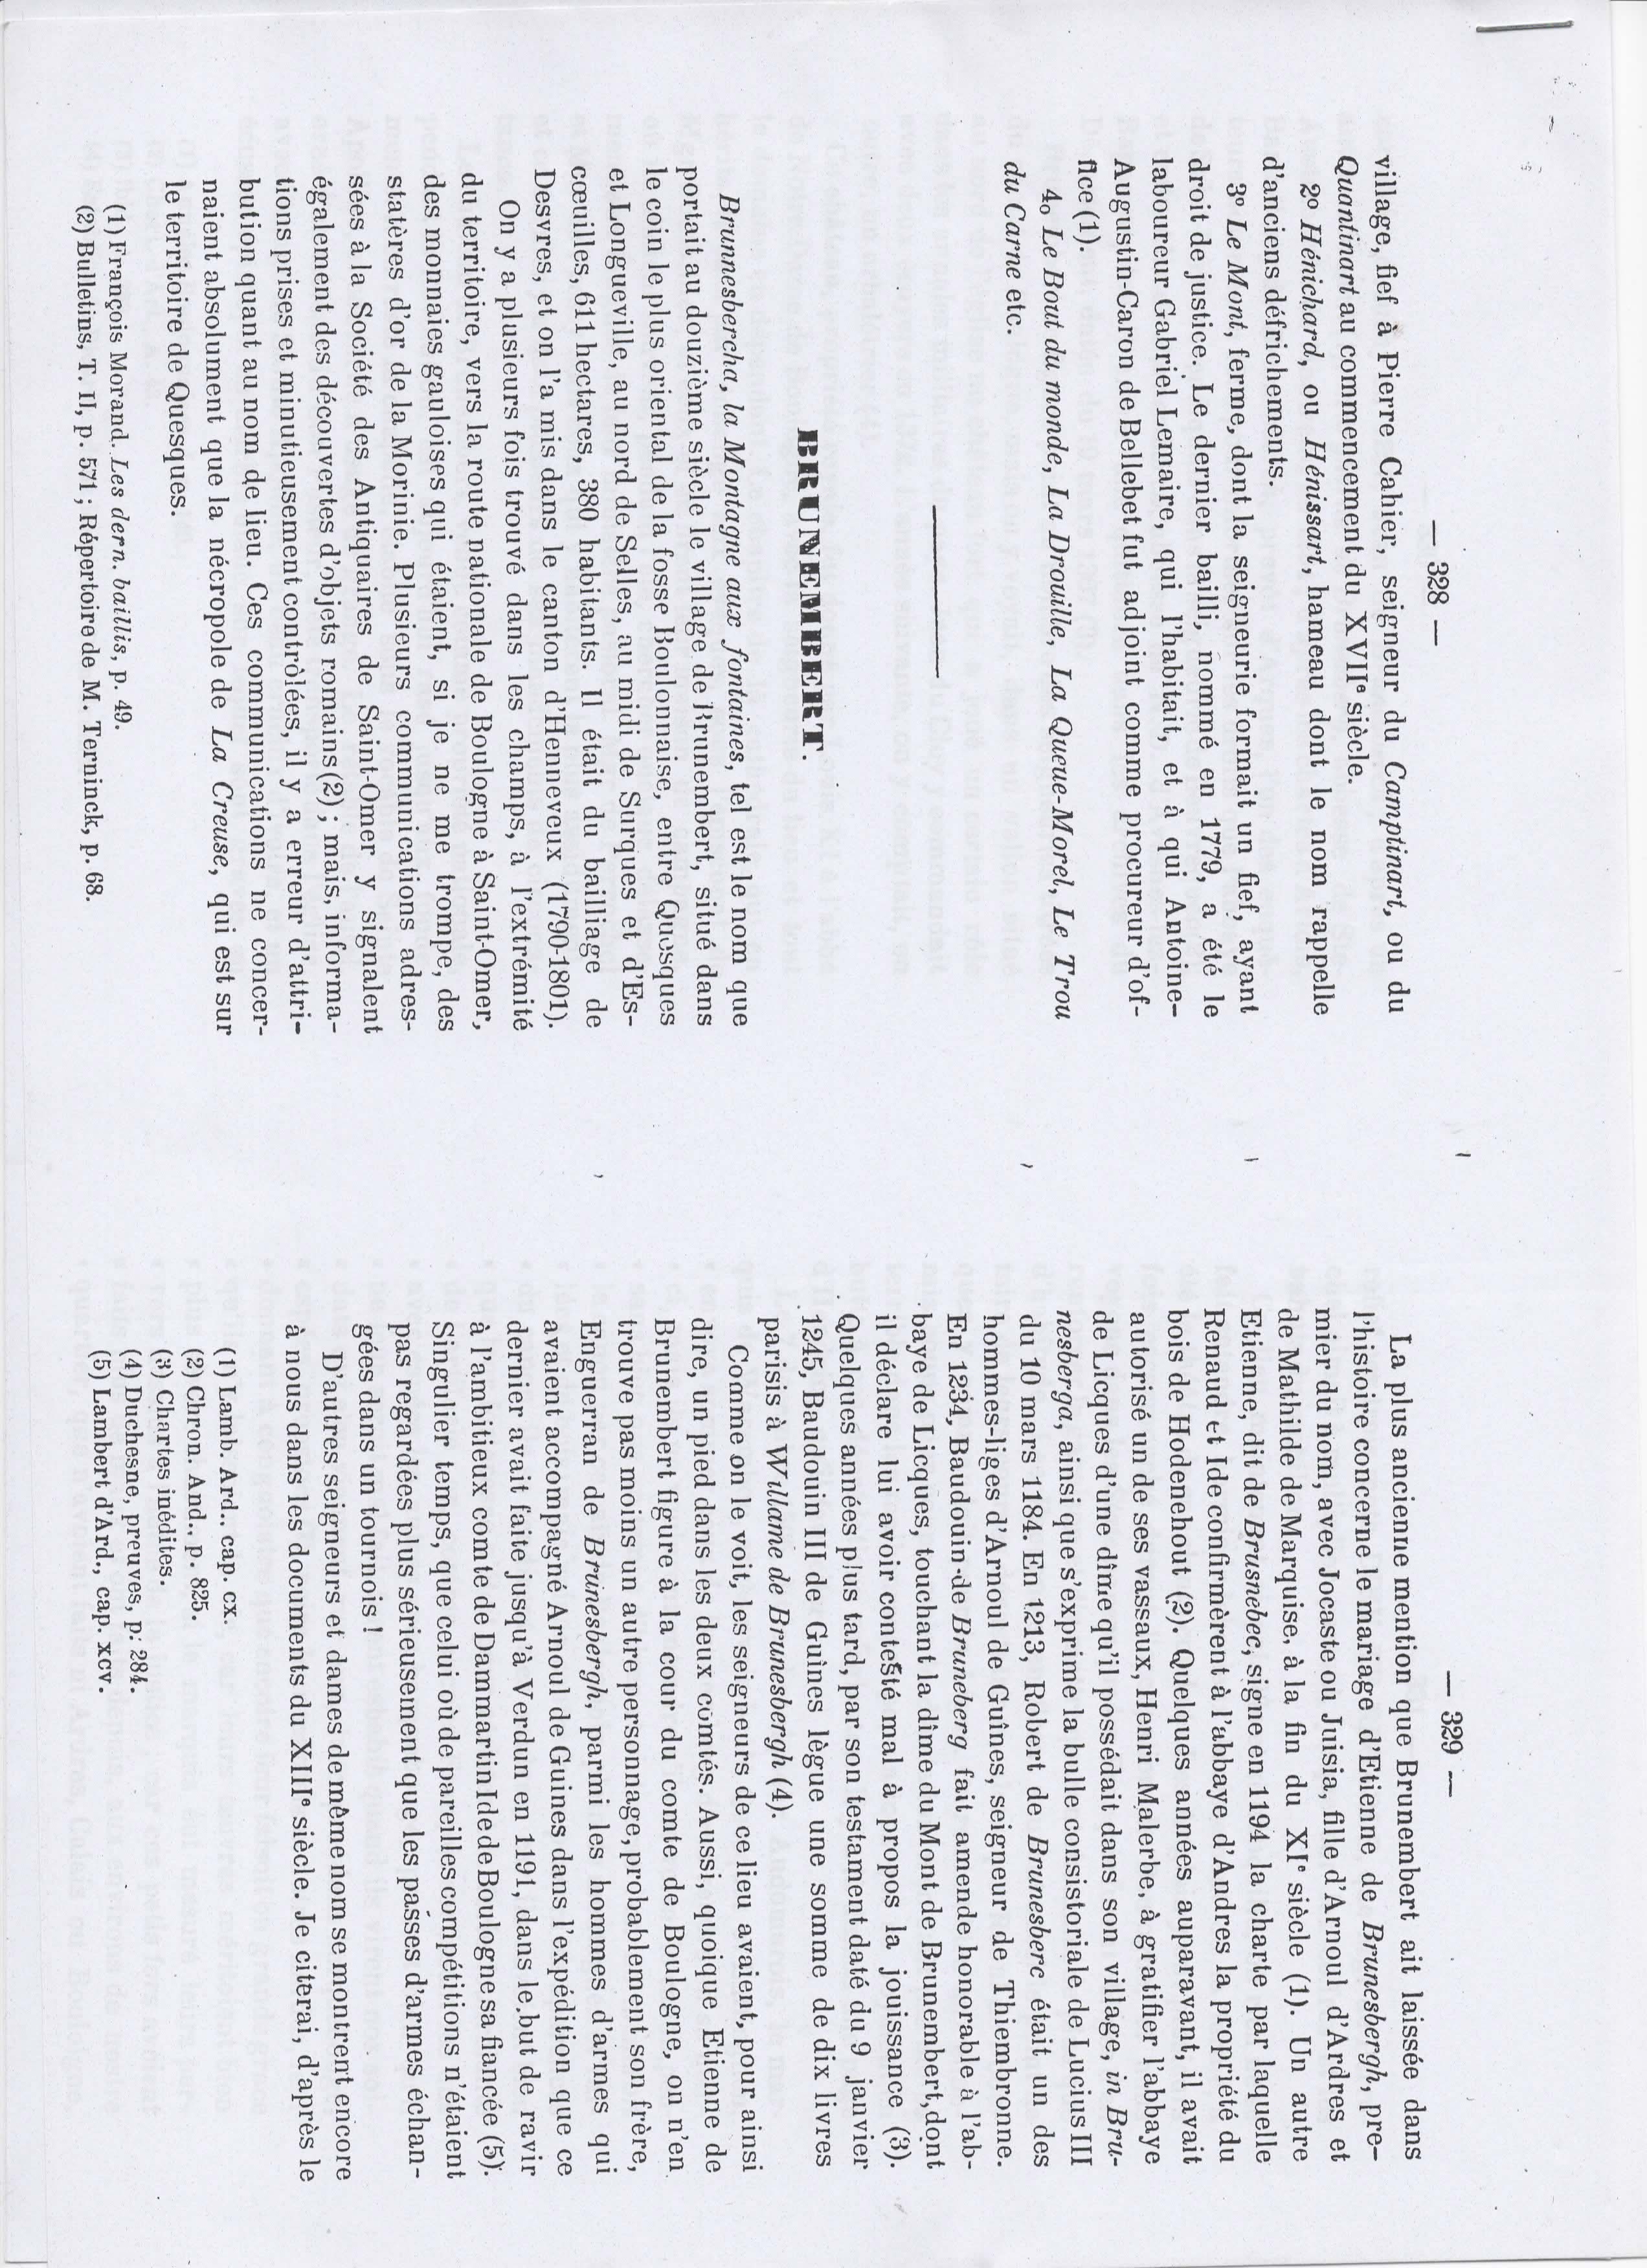 — 328 —
village, fief à Pierre Cahier, seigneur du Camptinart, ou du
Quantinart au commencement du XVIIe siècle.
2o Hénichard, ou Hénissart, hameau dont le nom rappelle
d'anciens défrichements.
3o Le Mont, ferme, dont la seigneurie formait un fief, ayant
droit de justice. Le dernier bailli, nommé en 1779, a été le
laboureur Gabriel Lemaire, qui l'habitait, et à qui Antoine-
Augustin-Caron de Bellebet fut adjoint comme procureur d'of-
fice (1).
4o Le Bout du monde, La Drouille, La Queue-Morel, Le Trou
du Carne etc.
BRUNEMBERT.
Brunnesbercha, la Montagne aux fontaines, tel est le nom que
portait au douzième siècle le village de Brunembert, situé dans
le coin le plus oriental de la fosse Boulonnaise, entre Quesques
et Longueville, au nord de Selles, au midi de Surques et d'Es-
cœuilles, 611 hectares, 380 habitants. Il était du bailliage de
Desvres, et on l'a mis dans le canton d'Henneveux (1790-1801).
On y a plusieurs fois trouvé dans les champs, à l'extrémité
du territoire, vers la route nationale de Boulogne à Saint-Omer,
des monnaies gauloises qui étaient, si je ne me trompe, des
statères d'or de la Morinie. Plusieurs communications adres-
sées à la Société des Antiquaires de Saint-Omer y signalent
également des découvertes d'objets romains (2) ; mais, informa-
tions prises et minutieusement contrôlées, il y a erreur d'attri-
bution quant au nom de lieu. Ces communications ne concer-
naient absolument que la nécropole de La Creuse, qui est sur
le territoire de Quesques.
(1) François Morand. Les dern. baillis, p. 49.
(2) Bulletins, T. II, p. 571 ; Répertoire de M. Terninck, p. 68.
— 329 —
La plus ancienne mention que Brunembert ait laissée dans
l'histoire concerne le mariage d'Etienne de Brunesbergh, pre-
mier du nom, avec Jocaste ou Juisia, fille d'Arnoul d'Ardres et
de Mathilde de Marquise, à la fin du XIe siècle (1). Un autre
Etienne, dit de Brusnebec, signe en 1194 la charte par laquelle
Renaud et Ide confirmèrent à l'abbaye d'Andres la propriété du
bois de Hodenehout (2). Quelques années auparavant, il avait
autorisé un de ses vassaux, Henri Malerbe, à gratifier l'abbaye
de Licques d'une dîme qu'il possédait dans son village, in Bru-
nesberga, ainsi que s'exprime la bulle consistoriale de Lucius III
du 10 mars 1184. En 1213, Robert de Brunesberc était un des
hommes-liges d'Arnoul de Guînes, seigneur de Thiembronne.
En 1234, Baudouin de Bruneberg fait amende honorable à l'ab-
baye de Licques, touchant la dîme du Mont de Brunembert, dont
il déclare lui avoir contesté mal à propos la jouissance (3).
Quelques années plus tard, par son testament daté du 9 janvier
1245, Baudouin III de Guînes lègue une somme de dix livres
parisis à Willame de Brunesbergh (4).
Comme on le voit, les seigneurs de ce lieu avaient, pour ainsi
dire, un pied dans les deux comtés. Aussi, quoique Etienne de
Brunembert figure à la cour du comte de Boulogne, on n'en
trouve pas moins un autre personnage, probablement son frère,
Enguerran de Brunesbergh, parmi les hommes d'armes qui
avaient accompagné Arnoul de Guines dans l'expédition que ce
dernier avait faite jusqu'à Verdun en 1191, dans le but de ravir
à l'ambitieux comte de Dammartin Ide de Boulogne sa fiancée (5).
Singulier temps, que celui où de pareilles compétitions n'étaient
pas regardées plus sérieusement que les passes d'armes échan-
gées dans un tournois !
D'autres seigneurs et dames de même nom se montrent encore
à nous dans les documents du XIIIe siècle. Je citerai, d'après le
(1) Lamb. Ard.. cap. cx.
(2) Chron. And., p. 825.
(3) Chartes inédites.
(4) Duchesne, preuves, p: 284.
(5) Lambert d'Ard., cap. xcv.